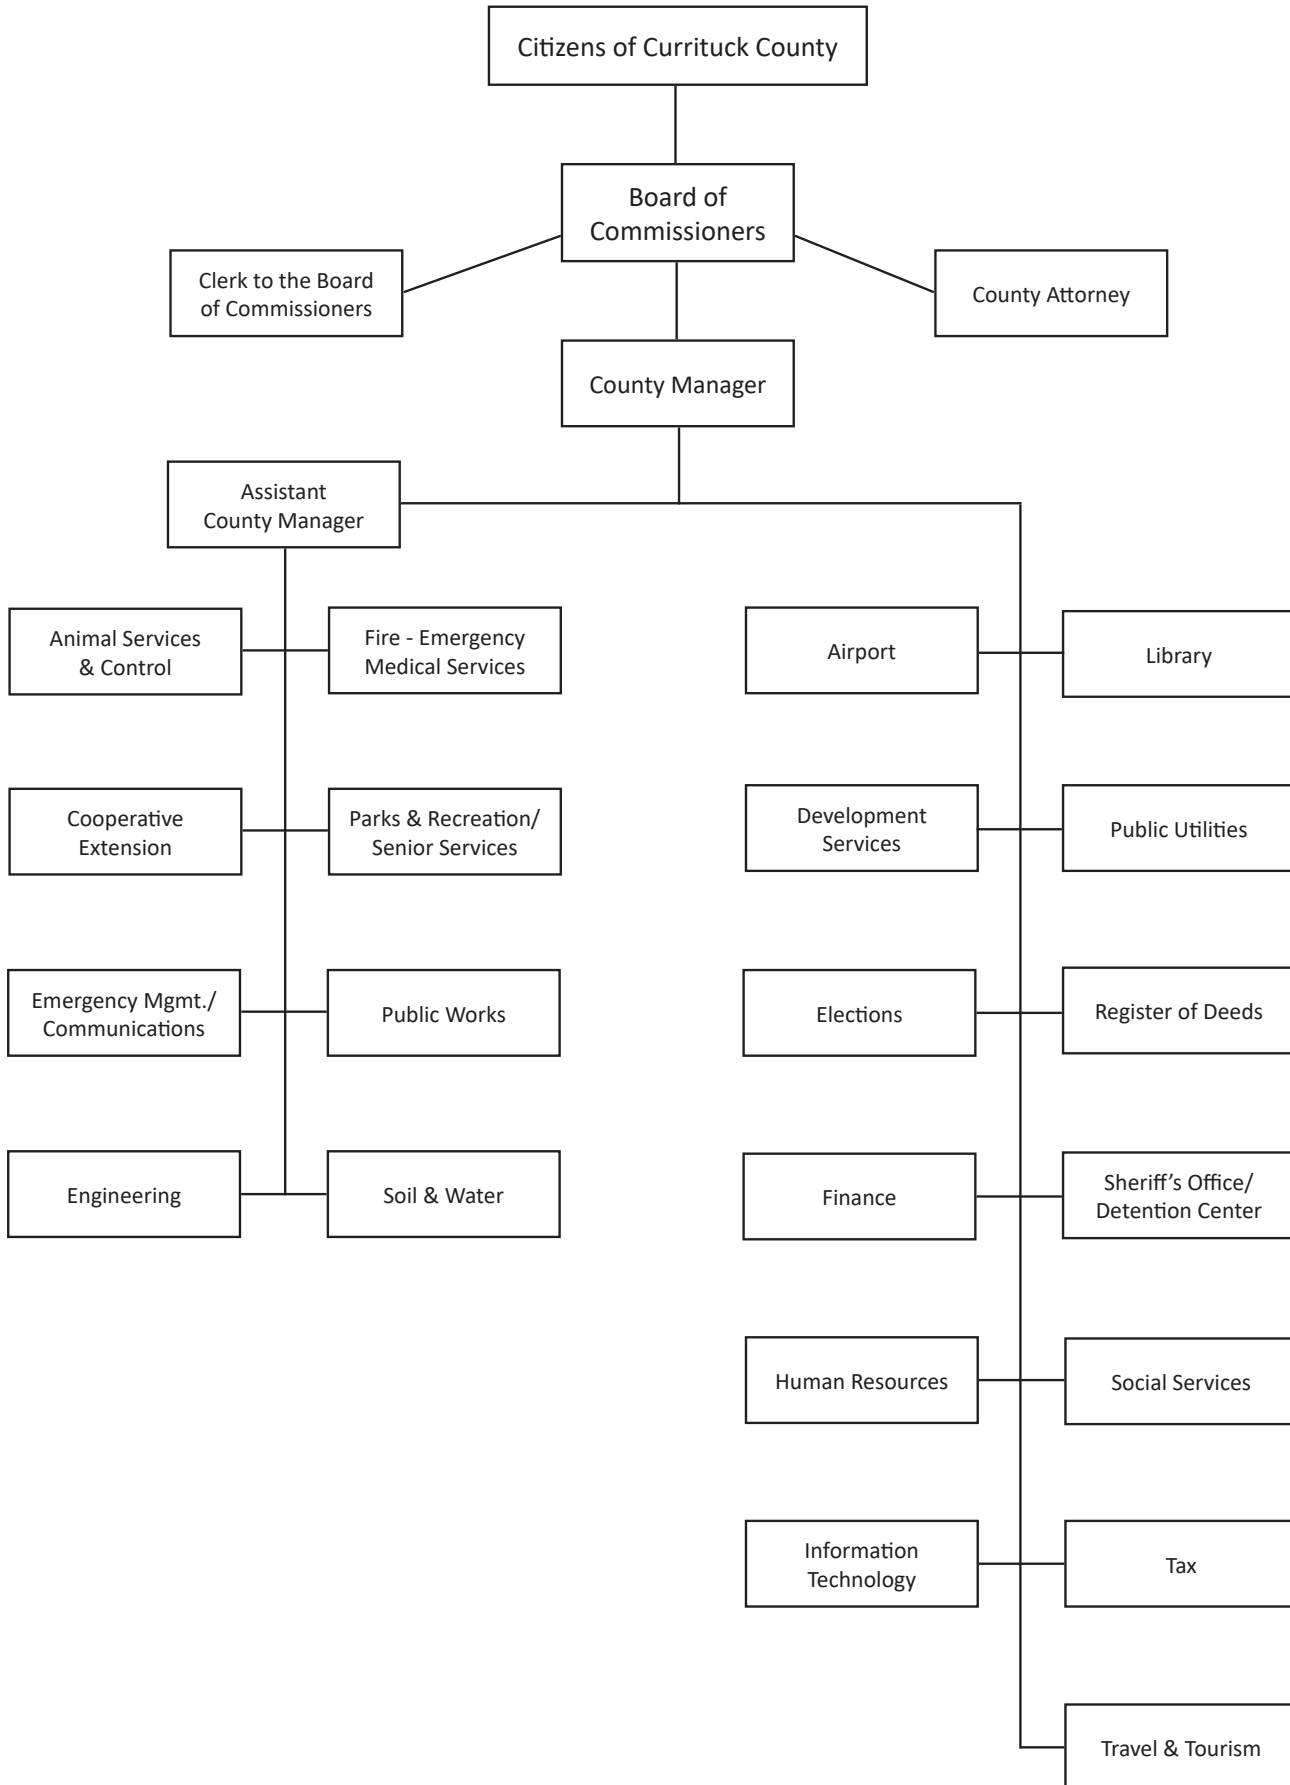 Citizens of Currituck County
Board of
Commissioners
Clerk to the Board
of Commissioners
County Attorney
County Manager
Assistant
County Manager
Animal Services
& Control
Fire - Emergency
Medical Services
Airport
Library
Cooperative
Extension
Parks & Recreation/
Senior Services
Development
Services
Public Utilities
Emergency Mgmt./
Communications
Public Works
Elections
Register of Deeds
Engineering
Soil & Water
Finance
Sheriff’s Office/
Detention Center
Human Resources
Social Services
Information
Technology
Tax
Travel & Tourism